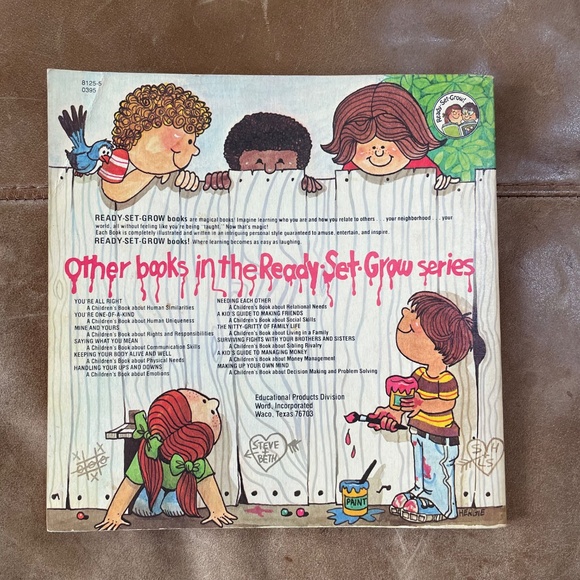 8125-5
0395
Ready-Set-Grow!
READY-SET-GROW books are magical books! Imagine learning who you are and how you relate to others . . . your neighborhood . . . your
world, all without feeling like you're being "taught." Now that's magic!
Each Book is completely illustrated and written in an intriguing personal style guaranteed to amuse, entertain, and inspire.
READY-SET-GROW books! Where learning becomes as easy as laughing.
Other books in the Ready-Set-Grow series
YOU'RE ALL RIGHT
A Children's Book about Human Similarities
YOU'RE ONE-OF-A-KIND
A Children's Book about Human Uniqueness
MINE AND YOURS
A Children's Book about Rights and Responsibilities
SAYING WHAT YOU MEAN
A Children's Book about Communication Skills
KEEPING YOUR BODY ALIVE AND WELL
A Children's Book about Physical Needs
HANDLING YOUR UPS AND DOWNS
A Children's Book about Emotions
NEEDING EACH OTHER
A Children's Book about Relational Needs
A KID'S GUIDE TO MAKING FRIENDS
A Children's Book about Social Skills
THE NITTY-GRITTY OF FAMILY LIFE
A Children's Book about Living in a Family
SURVIVING FIGHTS WITH YOUR BROTHERS AND SISTERS
A Children's Book about Sibling Rivalry
A KID'S GUIDE TO MANAGING MONEY
A Children's Book about Money Management
MAKING UP YOUR OWN MIND
A Children's Book about Decision Making and Problem Solving
Educational Products Division
Word, Incorporated
Waco, Texas 76703
STEVE
+
BETH
PAINT